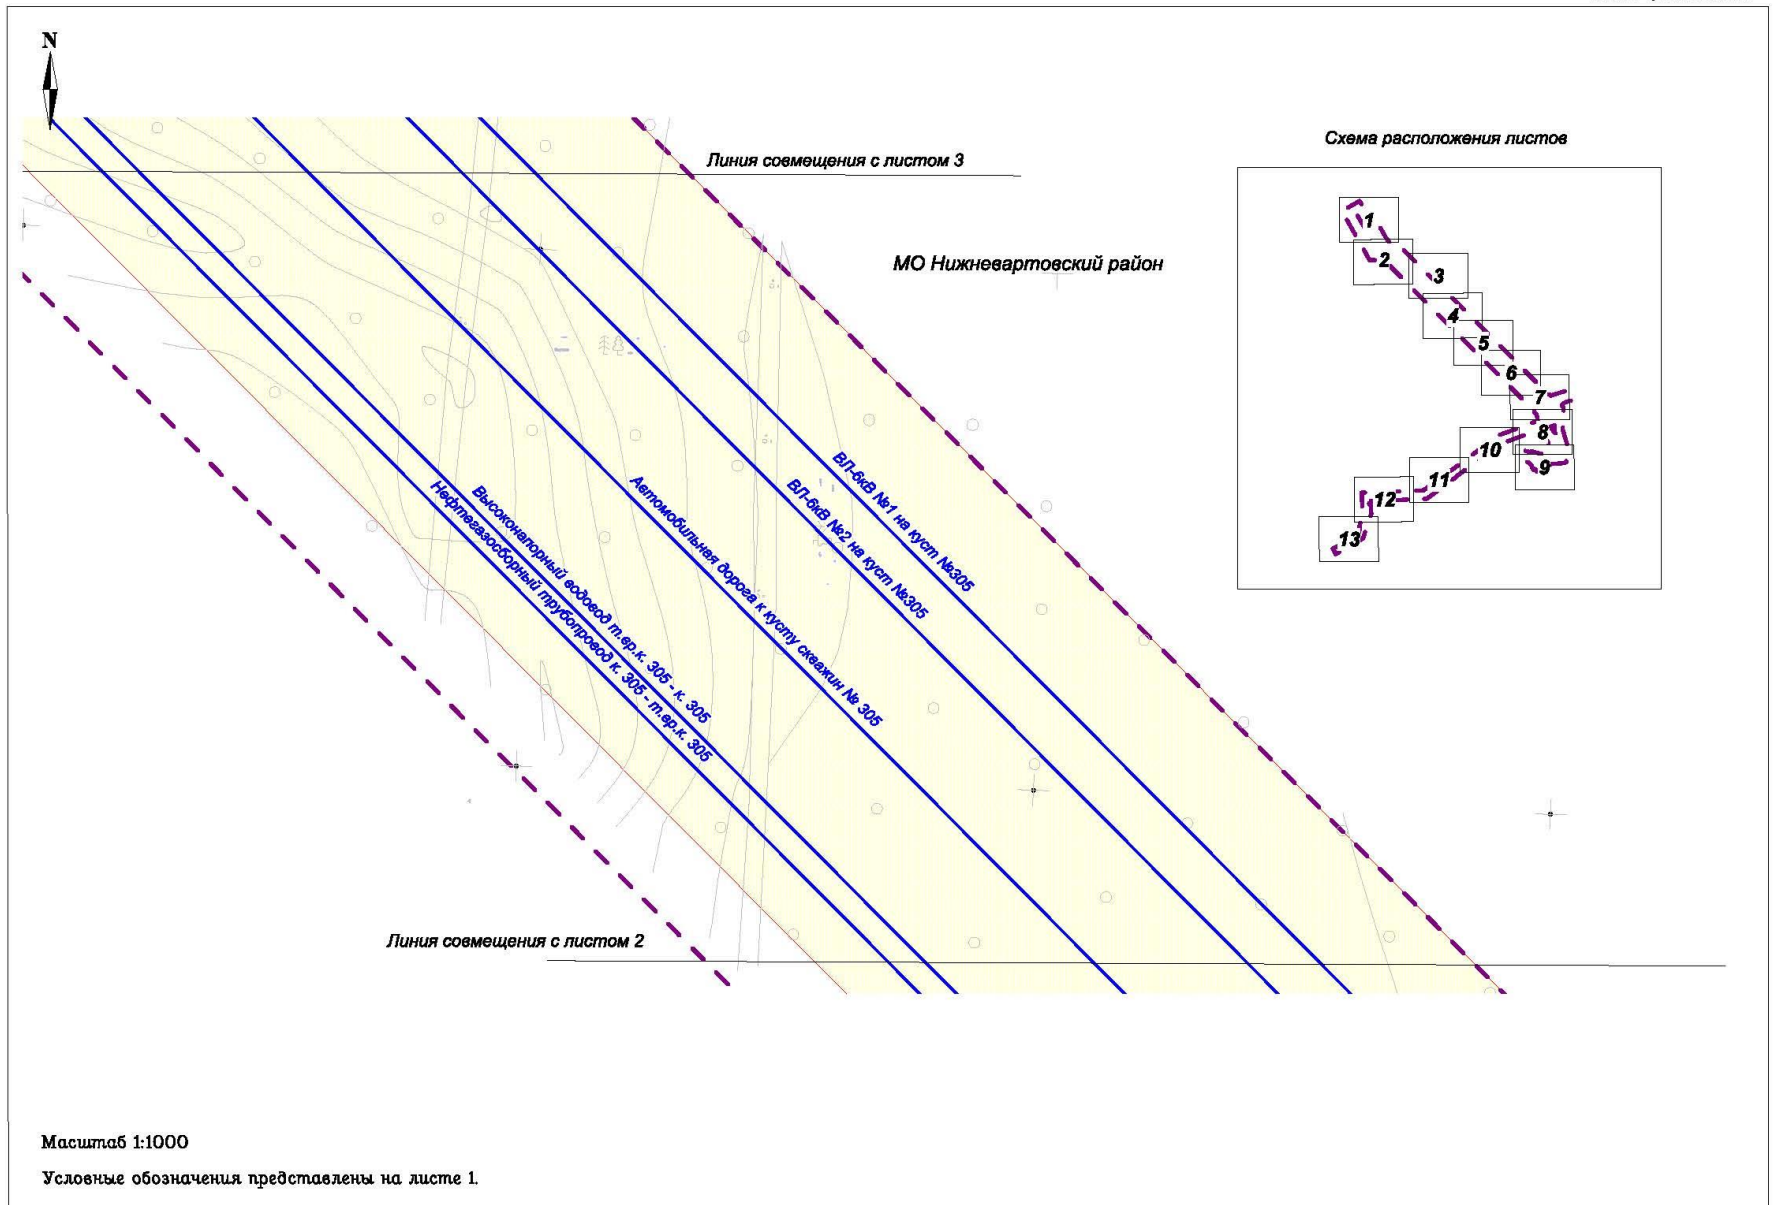 N
Линия совмещения с листом 3
Схема расположения листов
МО Нижневартовский район
1
2
3
4
5
6
7
8
9
10
11
12
13
ВЛ-6кВ №1 на куст №305
ВЛ-6кВ №2 на куст №305
Автомобильная дорога к кусту скважин № 305
Высоконапорный водовод т.вр.к. 305 - к. 305
Нефтегазосборный трубопровод к. 305 - т.вр.к. 305
Линия совмещения с листом 2
Масштаб 1:1000
Условные обозначения представлены на листе 1.